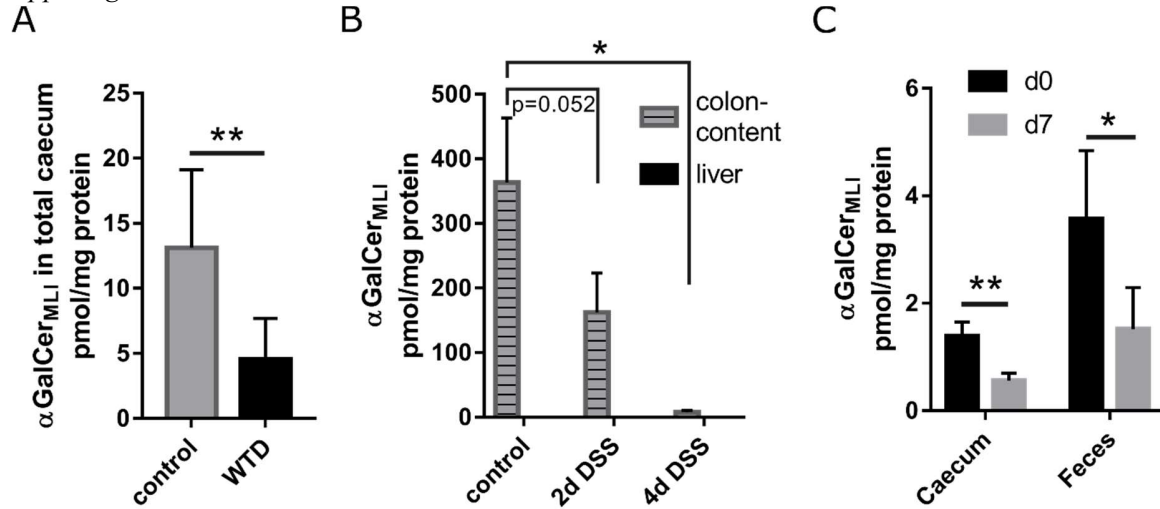 A
αGalCerMLI in total caecum
pmol/mg protein
25
20
15
10
5
0
**
control
WTD
B
αGalCerMLI
pmol/mg protein
500
400
300
200
100
0
*
p=0.052
colon-
content
liver
control
2d DSS
4d DSS
C
αGalCerMLI
pmol/mg protein
6
4
2
0
d0
d7
**
*
Caecum
Feces